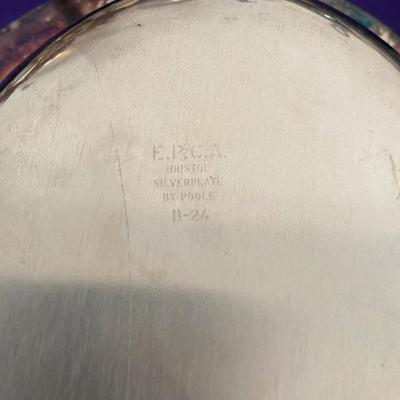 E.P.C.A.
BRISTOL
SILVERPLATE
BY POOLE
B-24